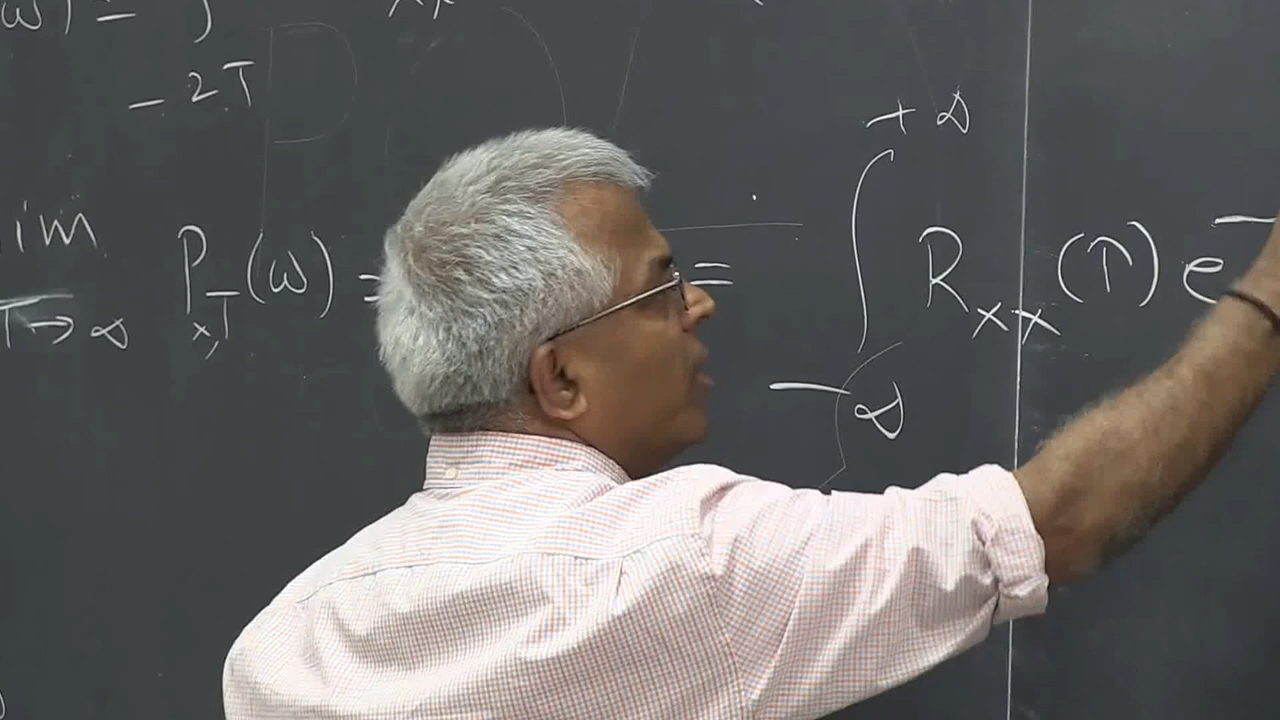 ω) = ∫
- 2T
+ ∞
lim P_{x,T}(ω) = = ∫ R_{xx}(τ) e^{-
T → ∞
- ∞